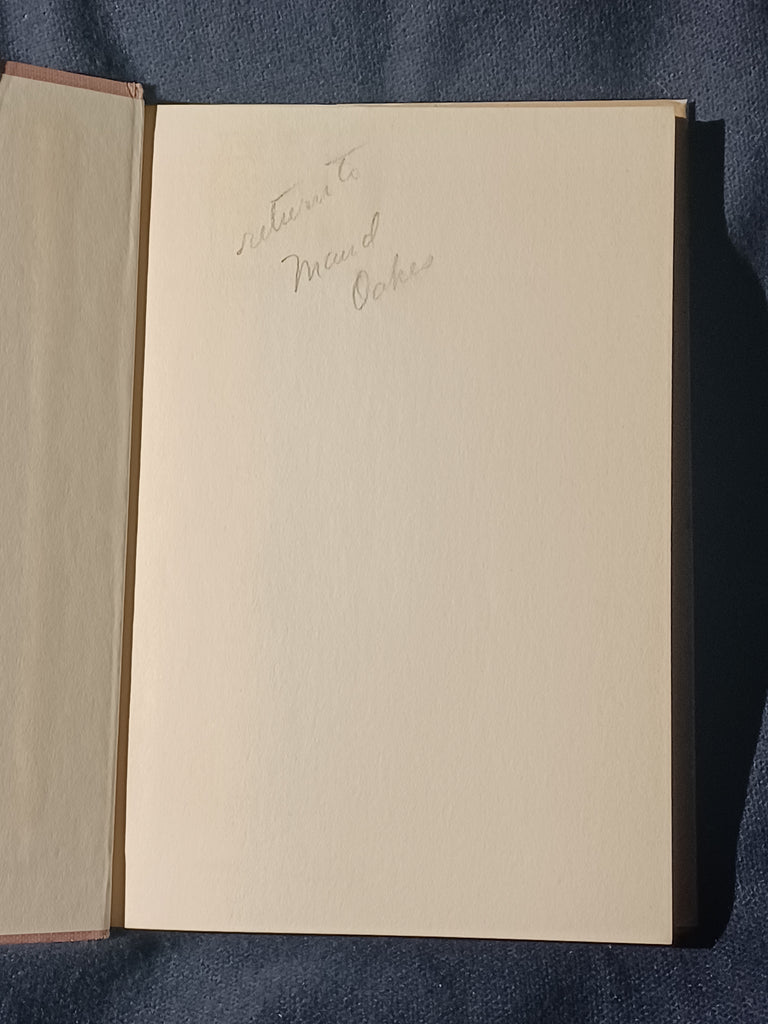 return to
Maud
Oakes